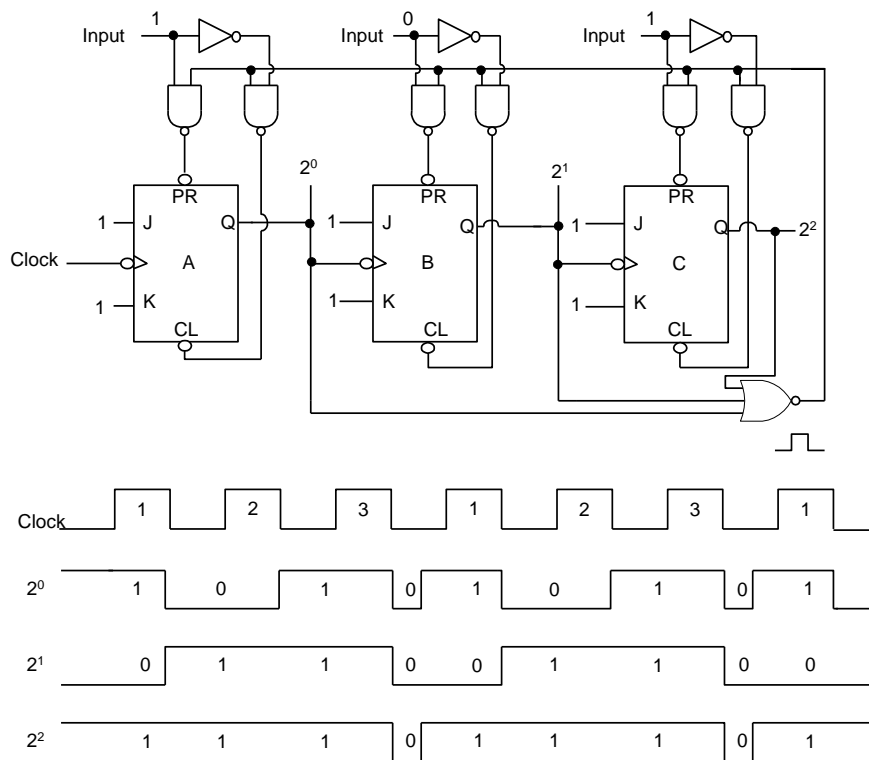 1 0 1
Input Input Input
2⁰ 2¹
PR PR PR
1 J Q 1 J Q 1 J Q 2²
Clock A B C
1 K 1 K 1 K
CL CL CL
Clock 1 2 3 1 2 3 1
2⁰ 1 0 1 0 1 0 1 0 1
2¹ 0 1 1 0 0 1 1 0 0
2² 1 1 1 0 1 1 1 0 1